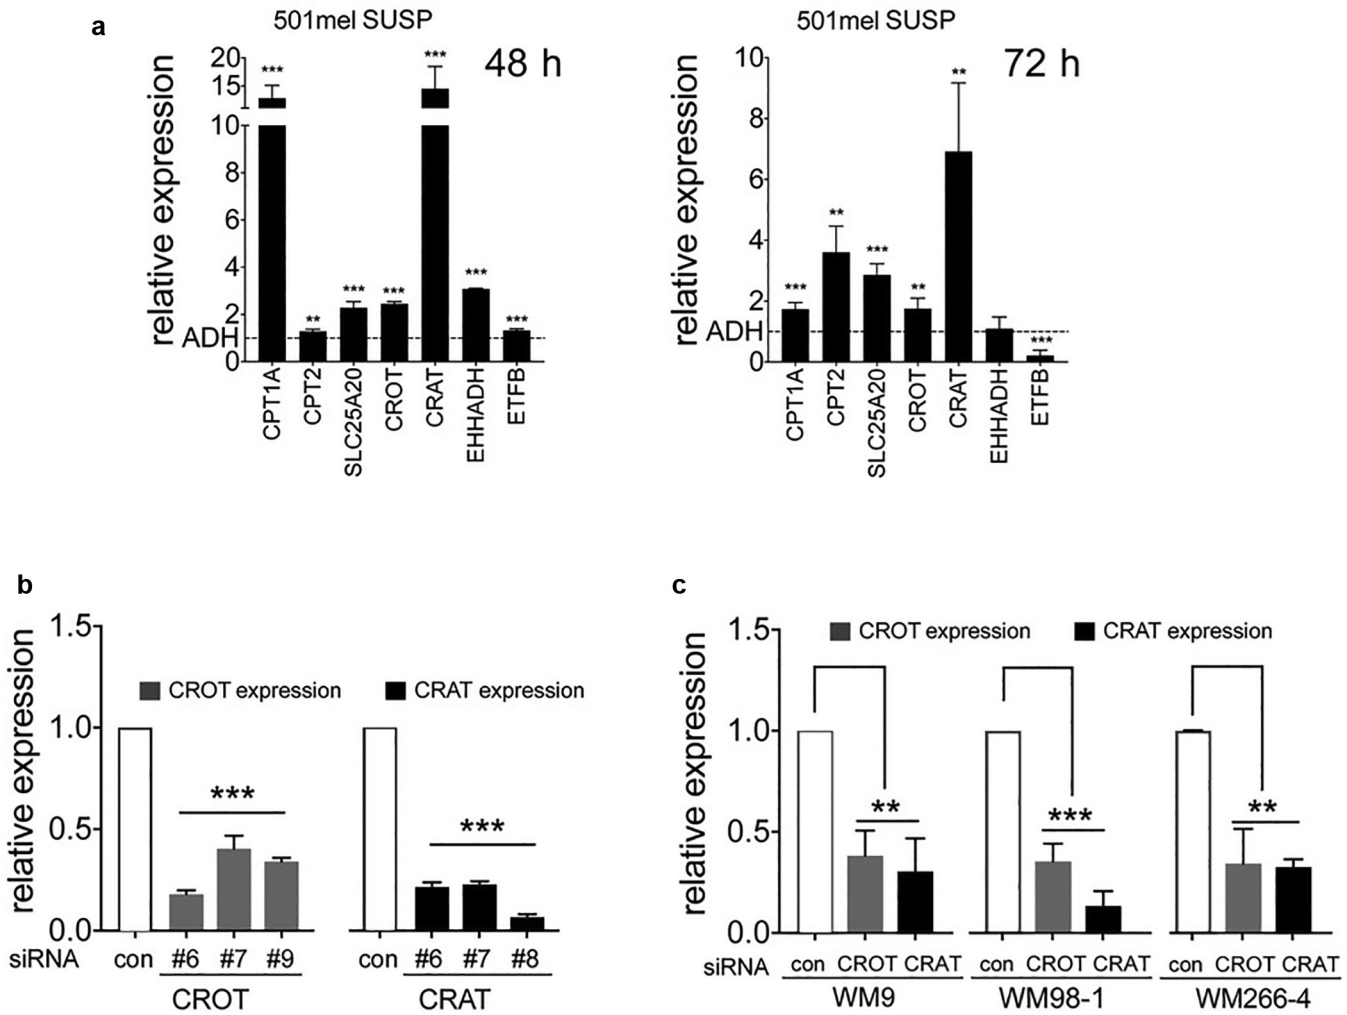 a
501mel SUSP
48 h
relative expression
20
15
10
8
6
4
2
0
ADH
*** ** *** *** *** *** ***
CPT1A CPT2 SLC25A20 CROT CRAT EHHADH ETFB
501mel SUSP
72 h
relative expression
10
8
6
4
2
0
ADH
*** ** *** ** ** ***
CPT1A CPT2 SLC25A20 CROT CRAT EHHADH ETFB
b
relative expression
1.5
1.0
0.5
0.0
CROT expression CRAT expression
*** ***
siRNA con #6 #7 #9 con #6 #7 #8
CROT CRAT
c
relative expression
1.5
1.0
0.5
0.0
CROT expression CRAT expression
** *** **
siRNA con CROT CRAT con CROT CRAT con CROT CRAT
WM9 WM98-1 WM266-4